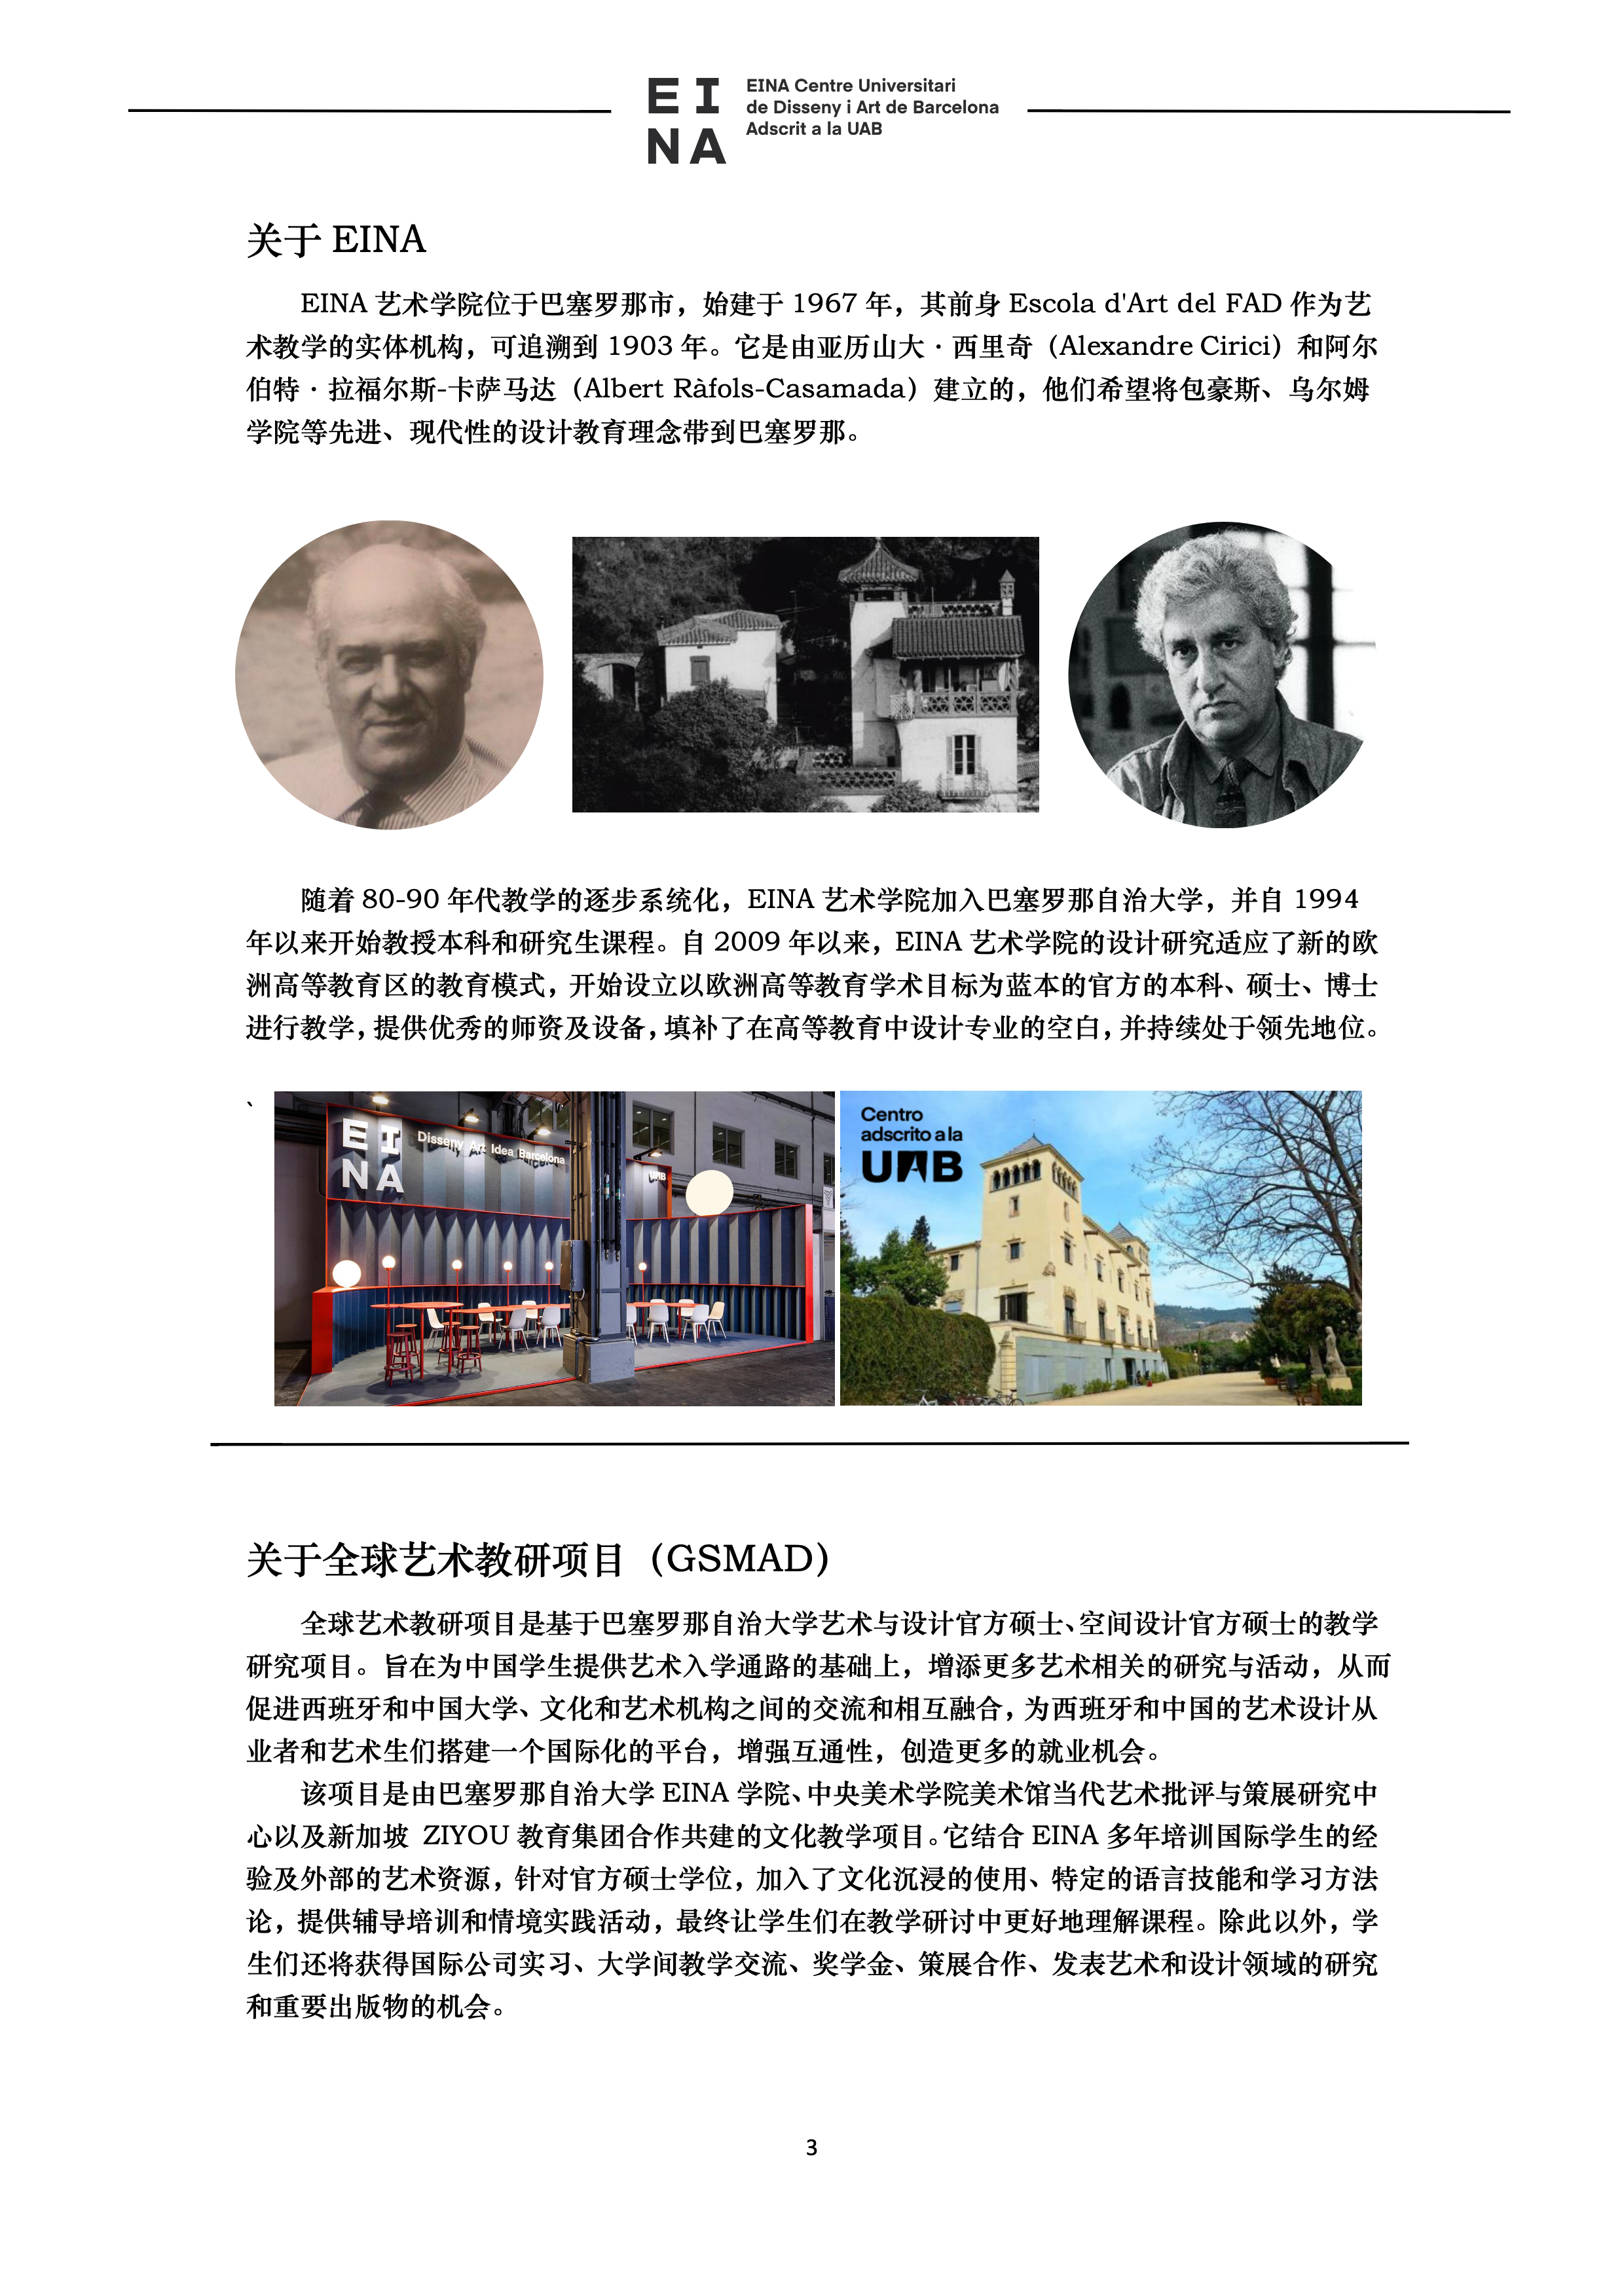 EI
NA
EINA Centre Universitari
de Disseny i Art de Barcelona
Adscrit a la UAB
关于 EINA
EINA 艺术学院位于巴塞罗那市，始建于 1967 年，其前身 Escola d'Art del FAD 作为艺
术教学的实体机构，可追溯到 1903 年。它是由亚历山大・西里奇（Alexandre Cirici）和阿尔
伯特・拉福尔斯-卡萨马达（Albert Ràfols-Casamada）建立的，他们希望将包豪斯、乌尔姆
学院等先进、现代性的设计教育理念带到巴塞罗那。
随着 80-90 年代教学的逐步系统化，EINA 艺术学院加入巴塞罗那自治大学，并自 1994
年以来开始教授本科和研究生课程。自 2009 年以来，EINA 艺术学院的设计研究适应了新的欧
洲高等教育区的教育模式，开始设立以欧洲高等教育学术目标为蓝本的官方的本科、硕士、博士
进行教学，提供优秀的师资及设备，填补了在高等教育中设计专业的空白，并持续处于领先地位。
、
EI
NA
Disseny Art Idea Barcelona
UAB
Centro
adscrito a la
UAB
关于全球艺术教研项目（GSMAD）
全球艺术教研项目是基于巴塞罗那自治大学艺术与设计官方硕士、空间设计官方硕士的教学
研究项目。旨在为中国学生提供艺术入学通路的基础上，增添更多艺术相关的研究与活动，从而
促进西班牙和中国大学、文化和艺术机构之间的交流和相互融合，为西班牙和中国的艺术设计从
业者和艺术生们搭建一个国际化的平台，增强互通性，创造更多的就业机会。
该项目是由巴塞罗那自治大学 EINA 学院、中央美术学院美术馆当代艺术批评与策展研究中
心以及新加坡 ZIYOU 教育集团合作共建的文化教学项目。它结合 EINA 多年培训国际学生的经
验及外部的艺术资源，针对官方硕士学位，加入了文化沉浸的使用、特定的语言技能和学习方法
论，提供辅导培训和情境实践活动，最终让学生们在教学研讨中更好地理解课程。除此以外，学
生们还将获得国际公司实习、大学间教学交流、奖学金、策展合作、发表艺术和设计领域的研究
和重要出版物的机会。
3